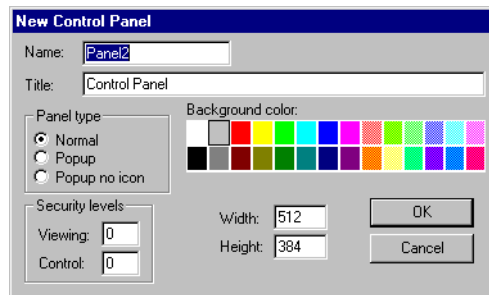 New Control Panel
Name: Panel2
Title: Control Panel
Panel type
Normal
Popup
Popup no icon
Background color:
Security levels
Viewing: 0
Control: 0
Width: 512
Height: 384
OK
Cancel